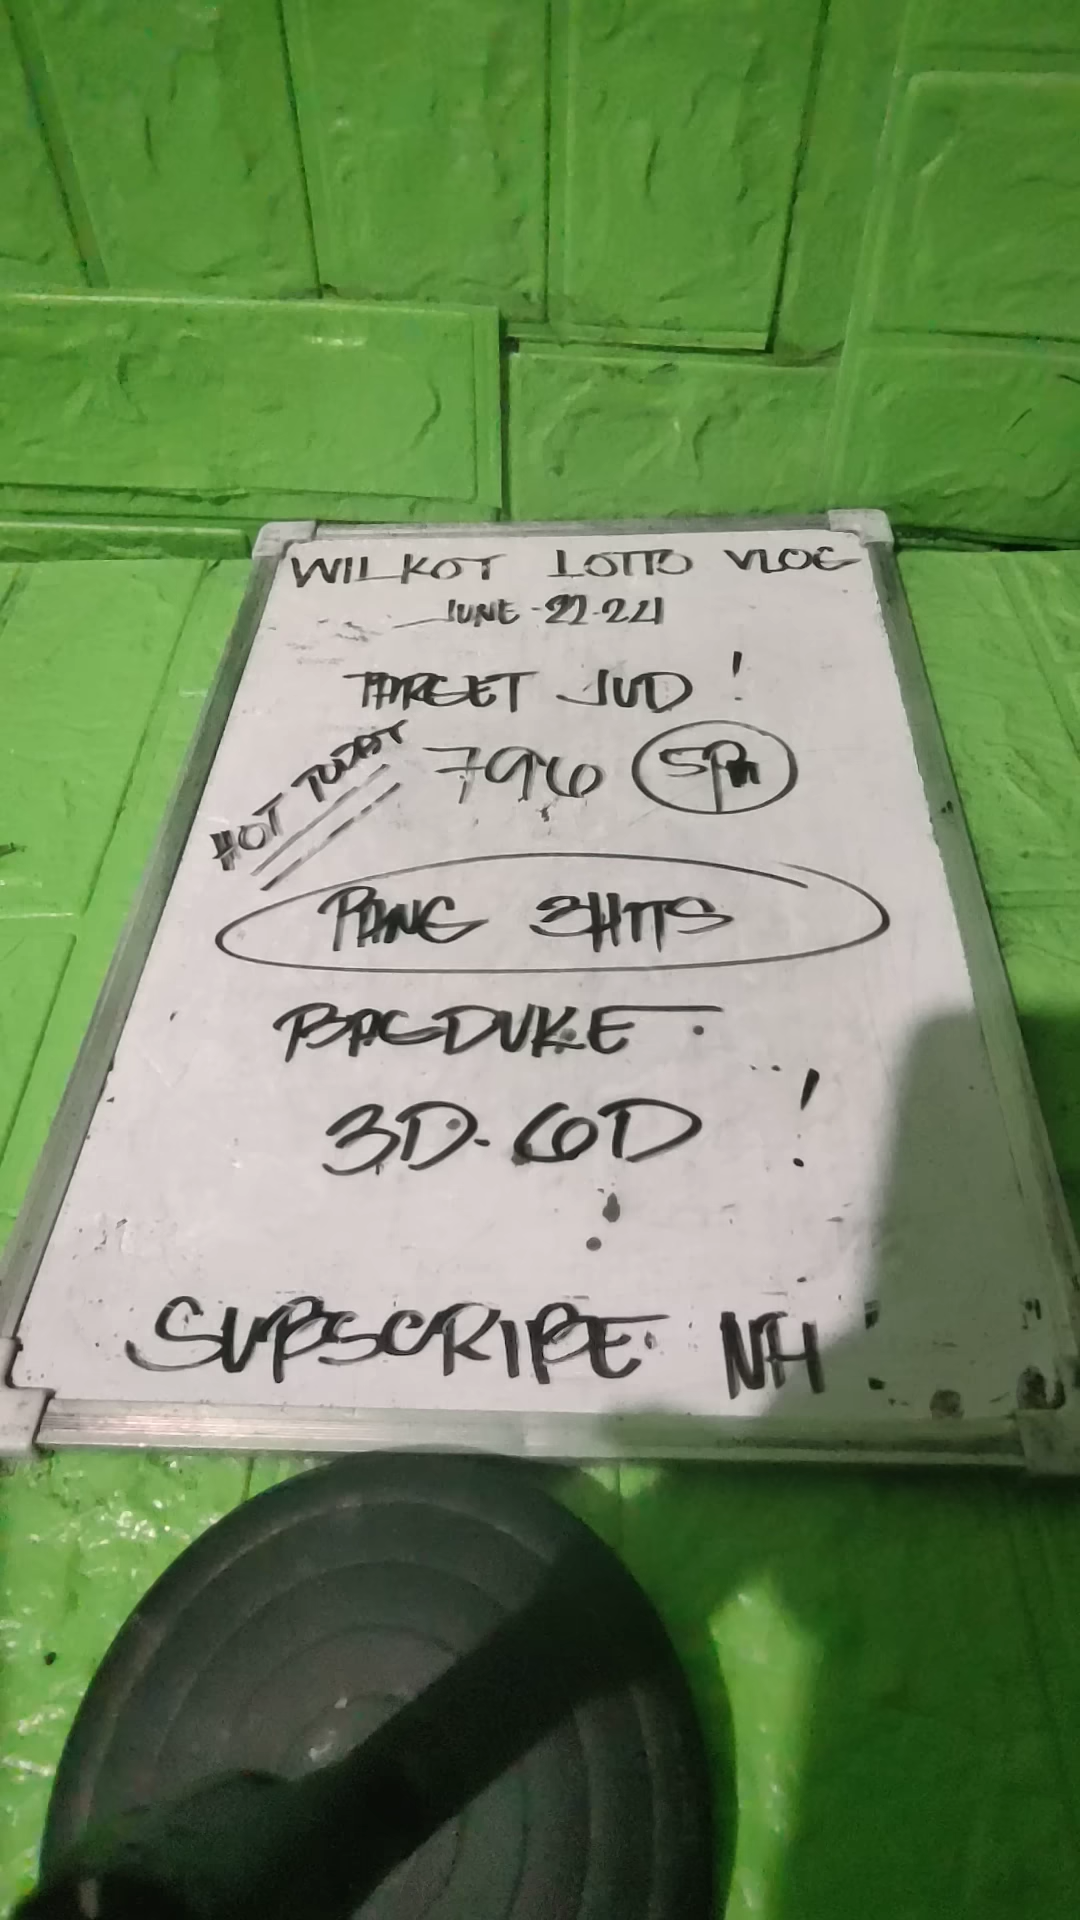 WILKOT LOTTO VLOG
JUNE-22-24
TARGET JUD!
HOT TODAY
796 5PM
PANG 3HITS
BAGDUKE
3D-6D!
SUBSCRIBE NH